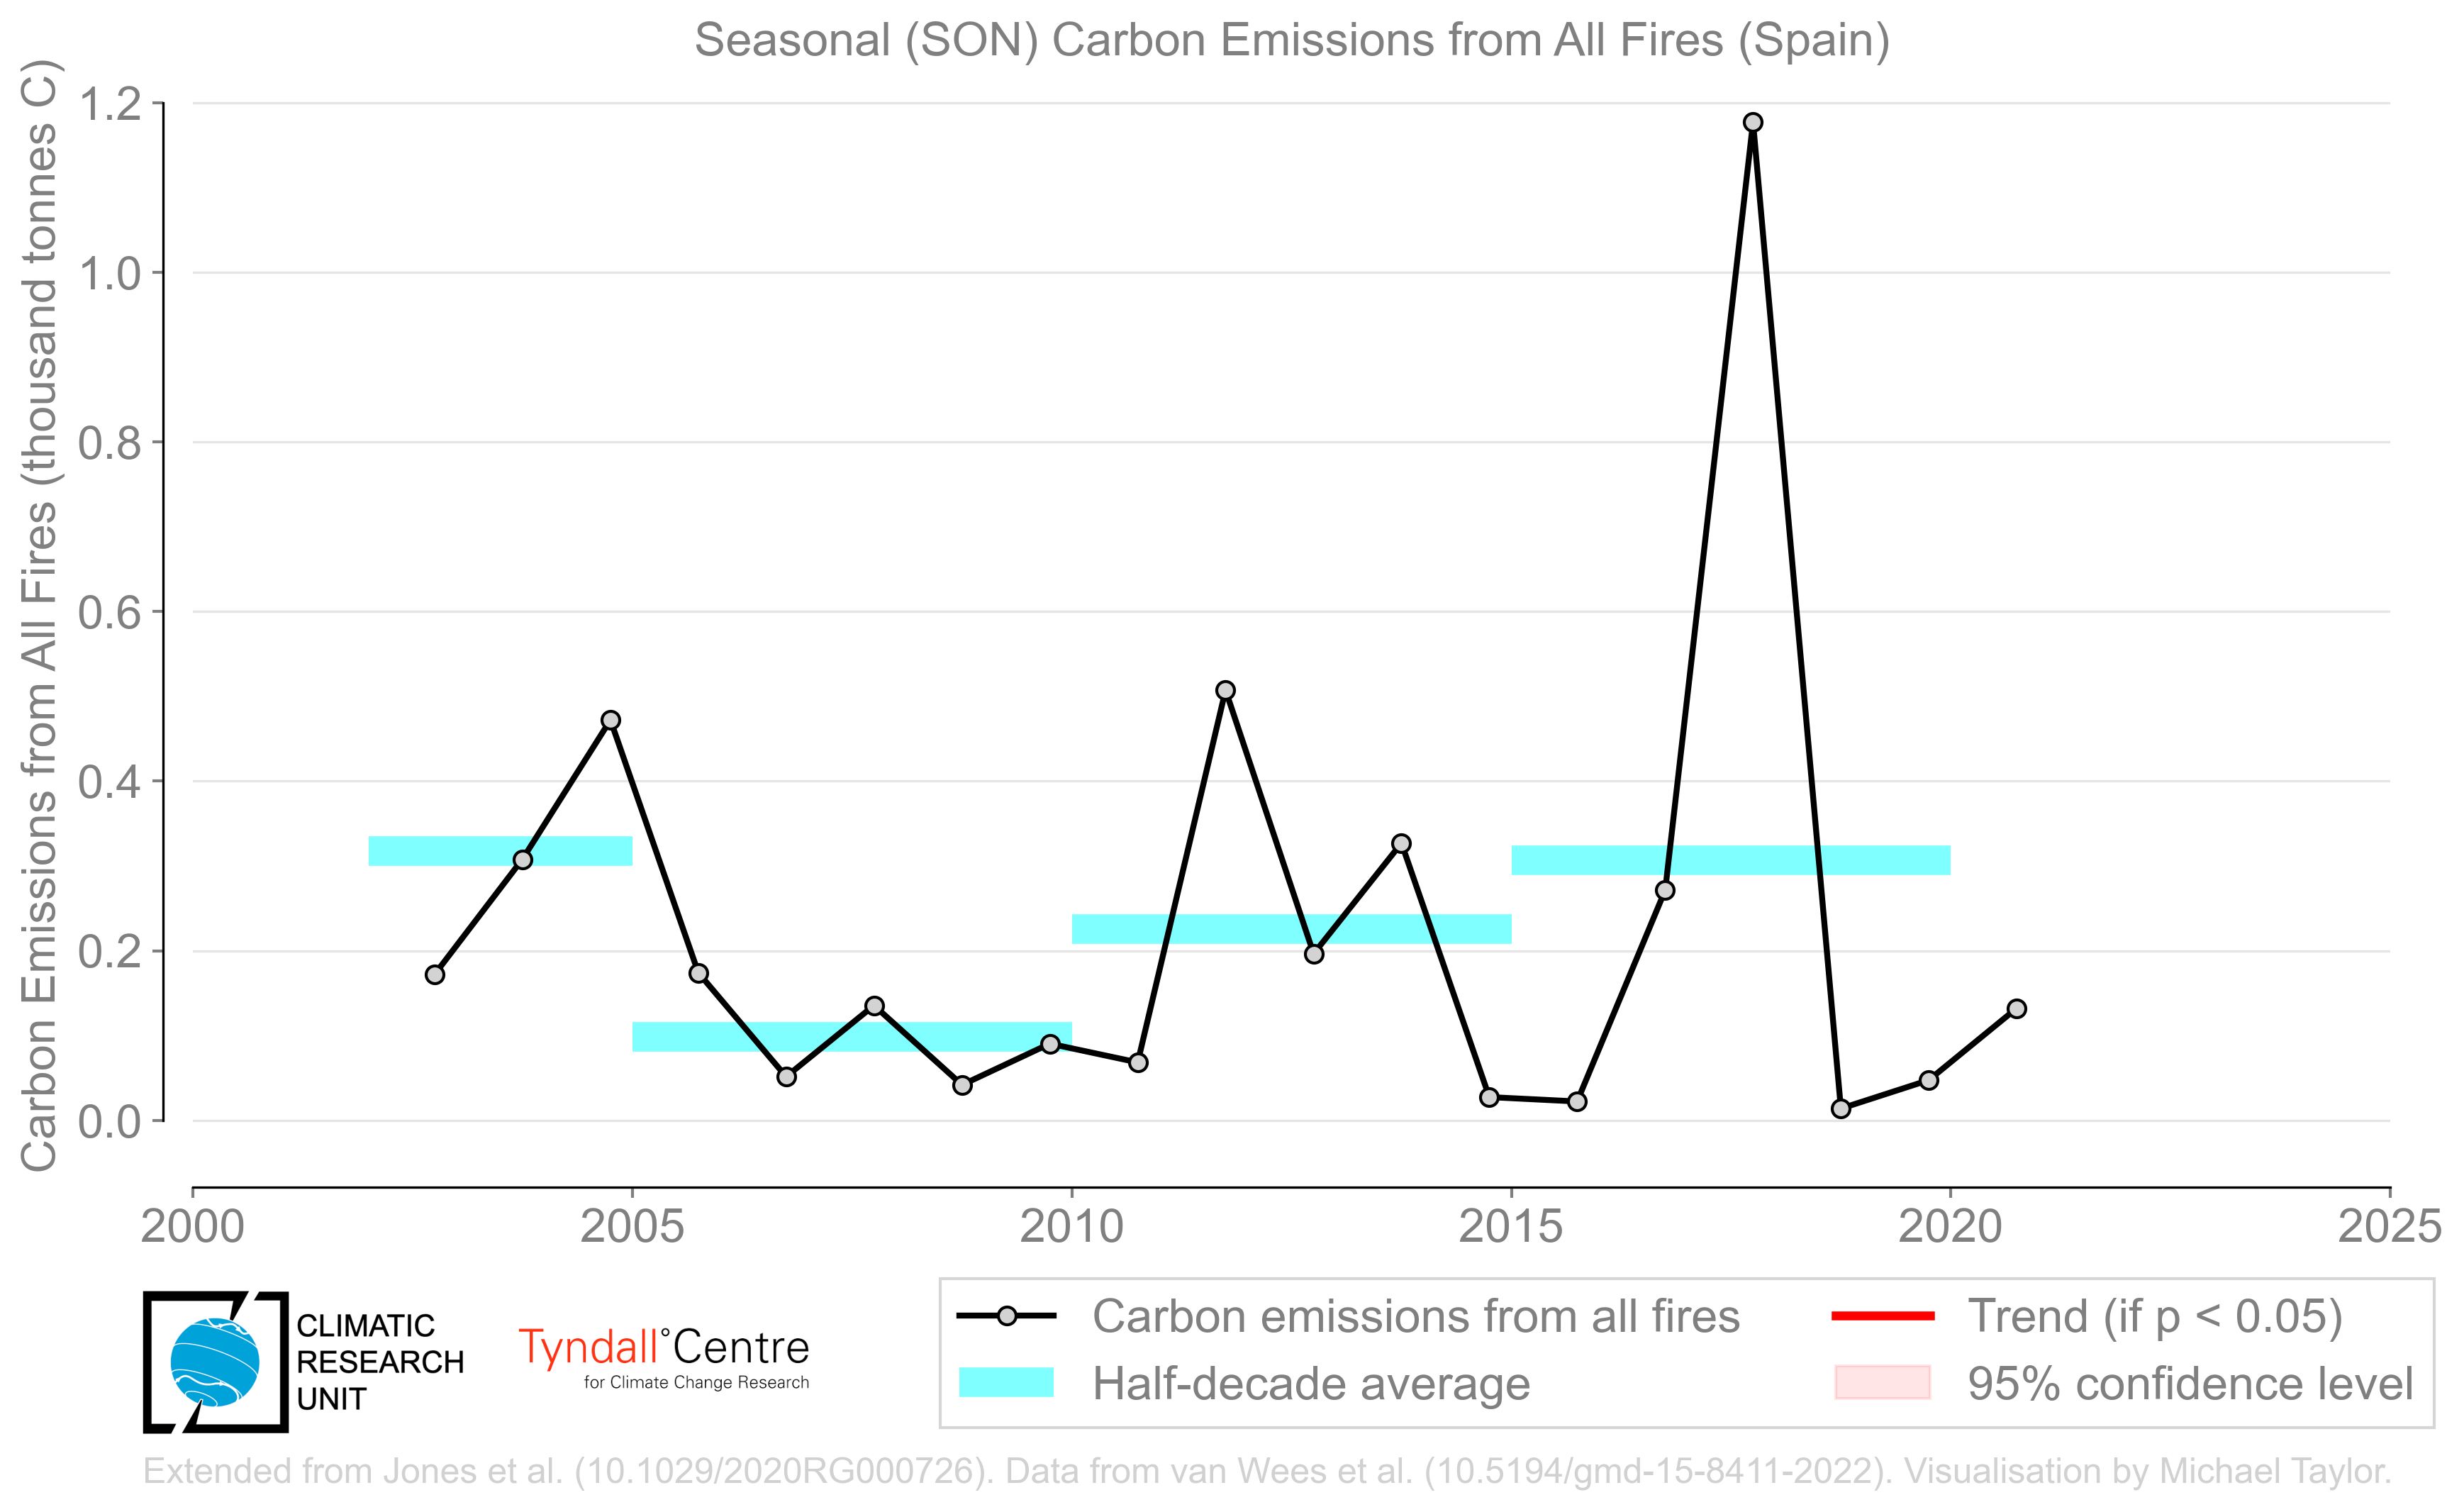 Seasonal (SON) Carbon Emissions from All Fires (Spain)
Carbon Emissions from All Fires (thousand tonnes C)
1.2
1.0
0.8
0.6
0.4
0.2
0.0
2000 2005 2010 2015 2020 2025
CLIMATIC
RESEARCH
UNIT
Tyndall°Centre
for Climate Change Research
Carbon emissions from all fires
Half-decade average
Trend (if p < 0.05)
95% confidence level
Extended from Jones et al. (10.1029/2020RG000726). Data from van Wees et al. (10.5194/gmd-15-8411-2022). Visualisation by Michael Taylor.